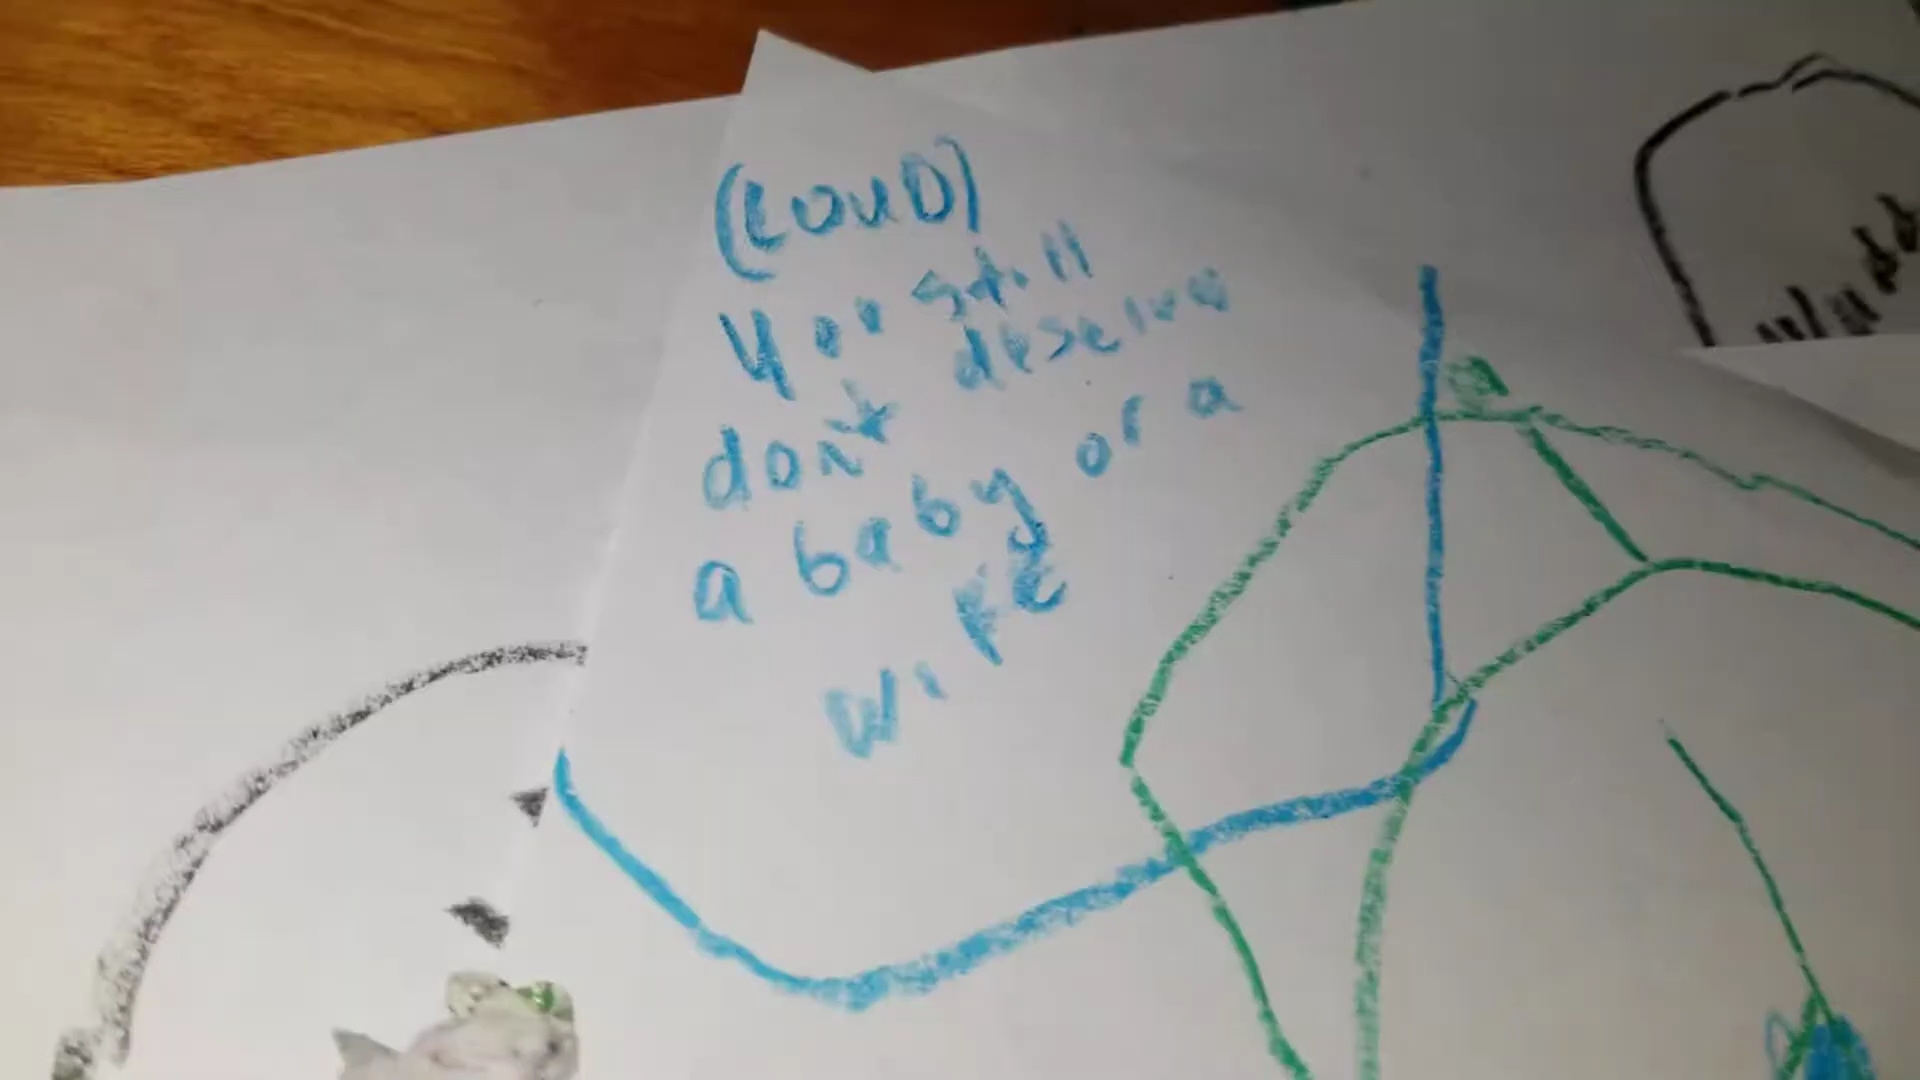 (LOUD)
You still
don't deserve
a baby or a
wife